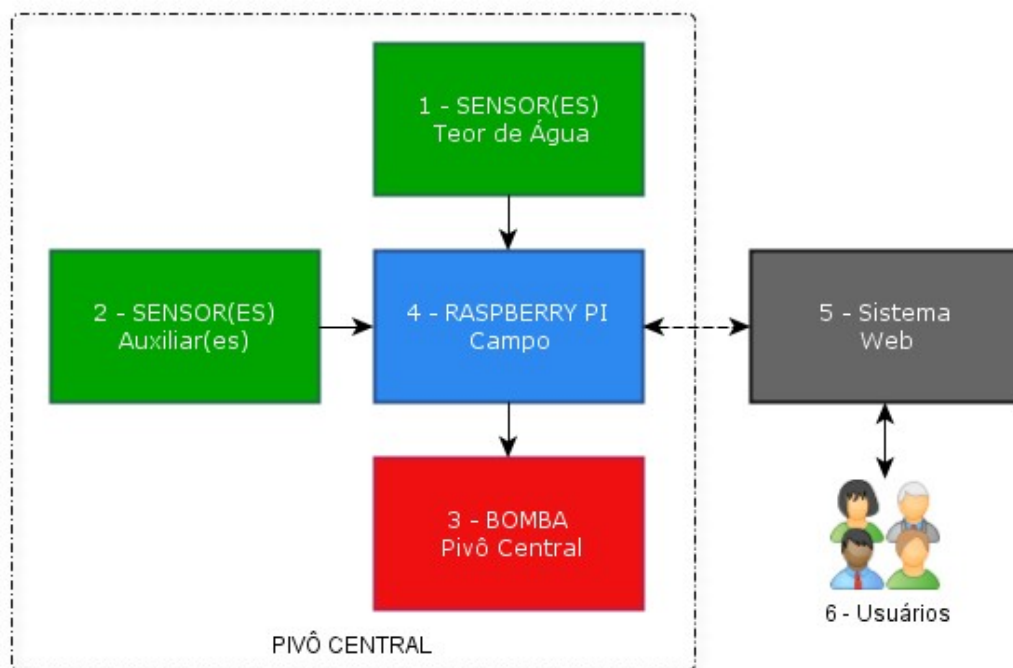 1 - SENSOR(ES)
Teor de Água
2 - SENSOR(ES)
Auxiliar(es)
4 - RASPBERRY PI
Campo
5 - Sistema
Web
3 - BOMBA
Pivô Central
6 - Usuários
PIVÔ CENTRAL